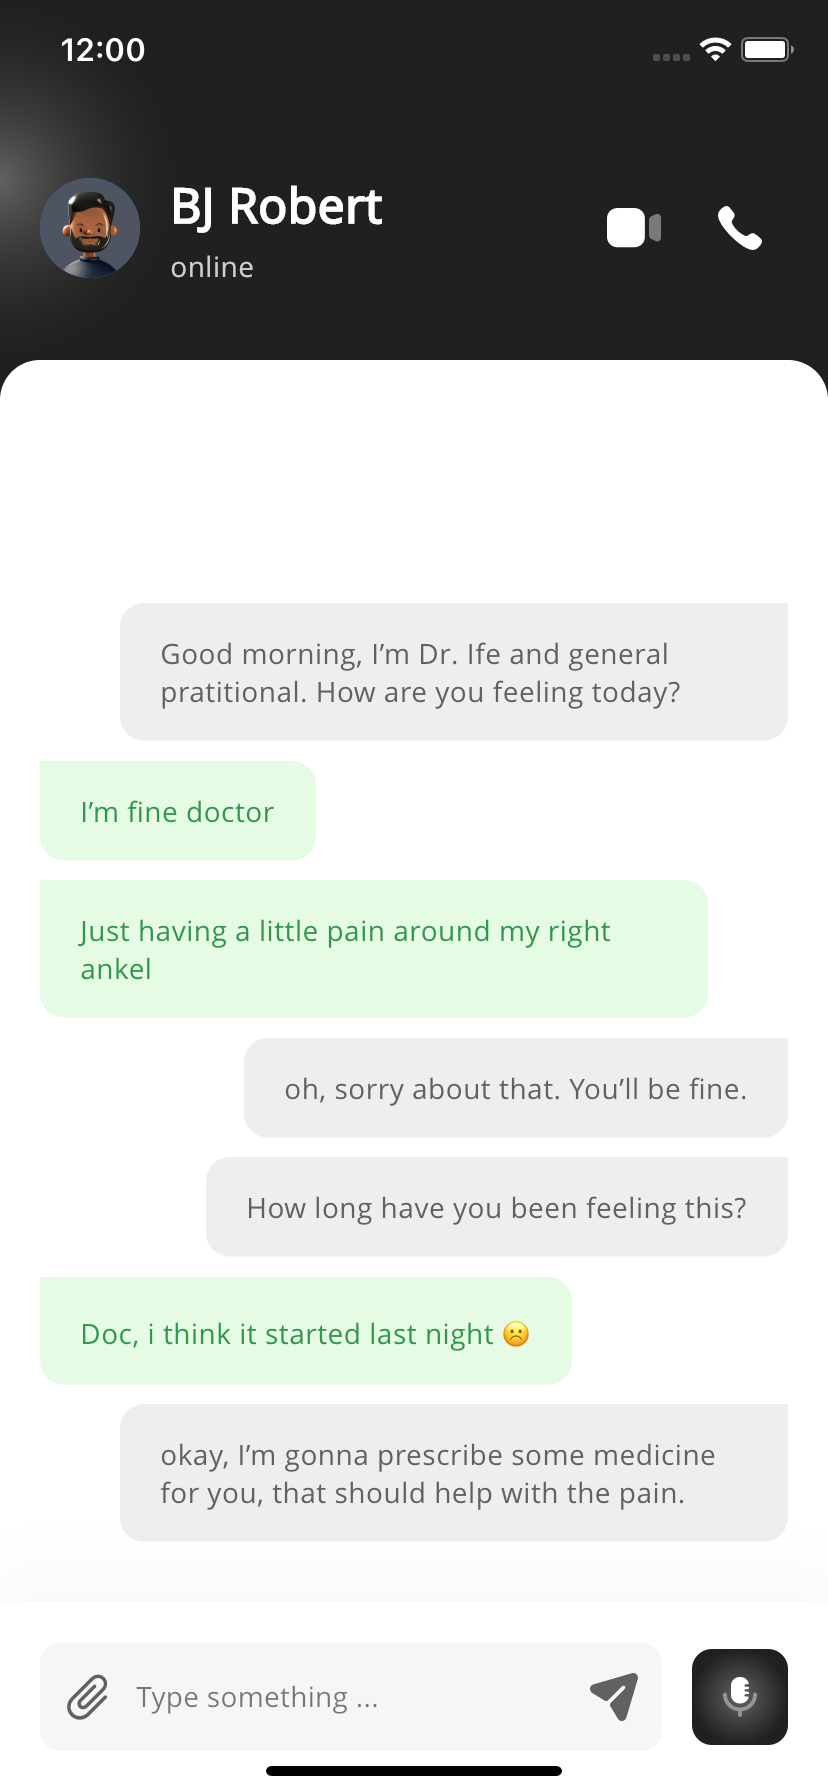 12:00
BJ Robert
online
Good morning, I’m Dr. Ife and general
pratitional. How are you feeling today?
I’m fine doctor
Just having a little pain around my right
ankel
oh, sorry about that. You’ll be fine.
How long have you been feeling this?
Doc, i think it started last night ☹️
okay, I’m gonna prescribe some medicine
for you, that should help with the pain.
Type something ...